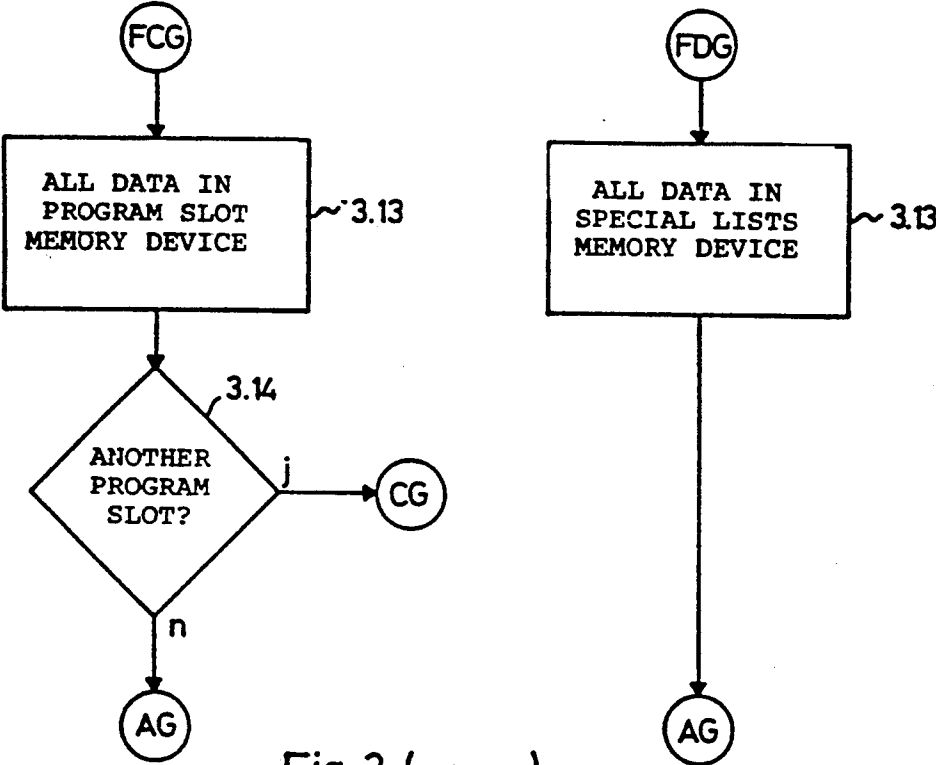 FCG
ALL DATA IN
PROGRAM SLOT
MEMORY DEVICE
3.13
3.14
ANOTHER
PROGRAM
SLOT?
j
CG
n
AG
FDG
ALL DATA IN
SPECIAL LISTS
MEMORY DEVICE
3.13
AG